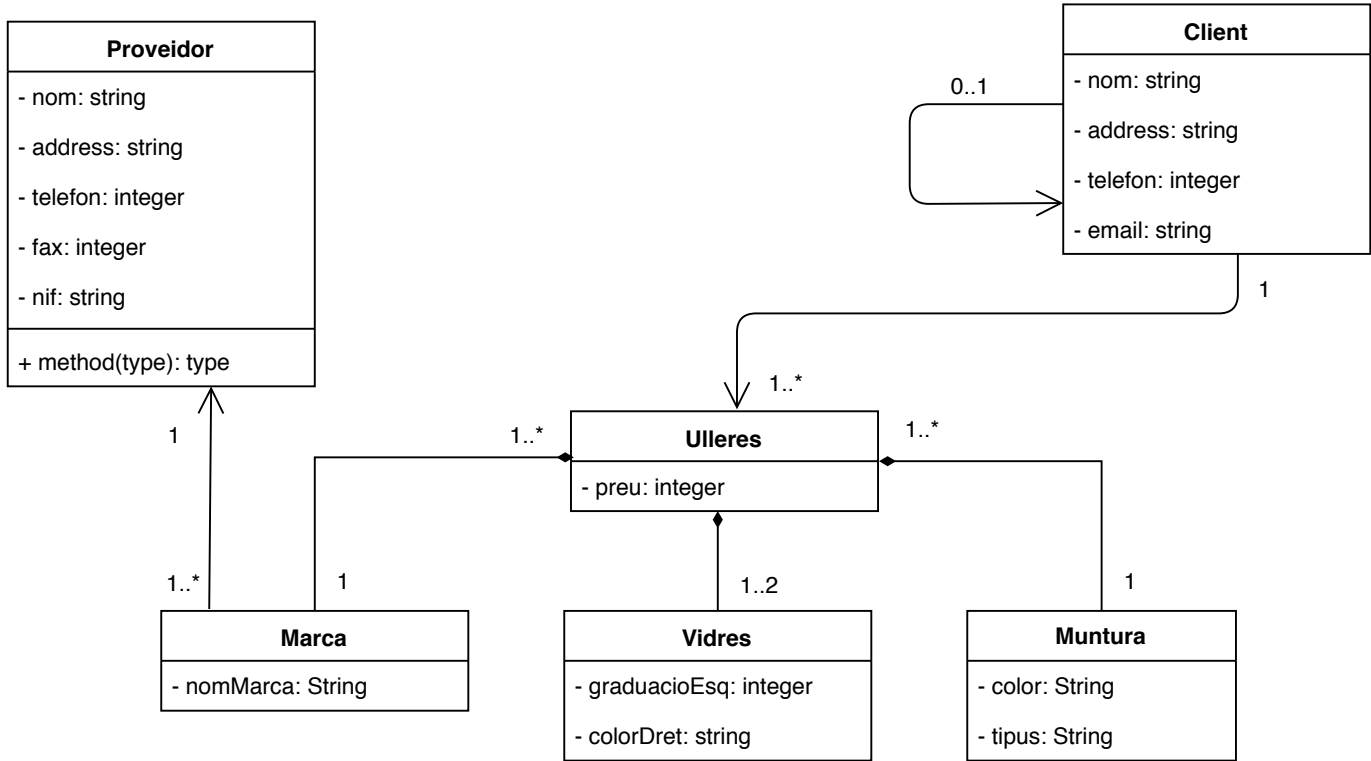 Proveidor
- nom: string
- address: string
- telefon: integer
- fax: integer
- nif: string
+ method(type): type
Client
- nom: string
- address: string
- telefon: integer
- email: string
0..1
1
1..*
Ulleres
- preu: integer
1..*
1..*
1
1..*
1
1..2
1
Marca
- nomMarca: String
Vidres
- graduacioEsq: integer
- colorDret: string
Muntura
- color: String
- tipus: String